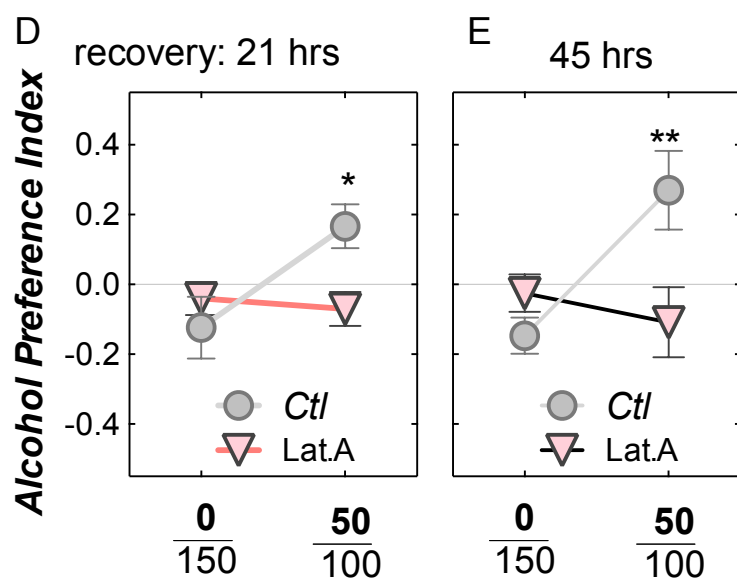 D
recovery: 21 hrs
E
45 hrs
Alcohol Preference Index
0.4
0.2
0.0
-0.2
-0.4
*
Ctl
Lat.A
**
Ctl
Lat.A
0
150
50
100
0
150
50
100